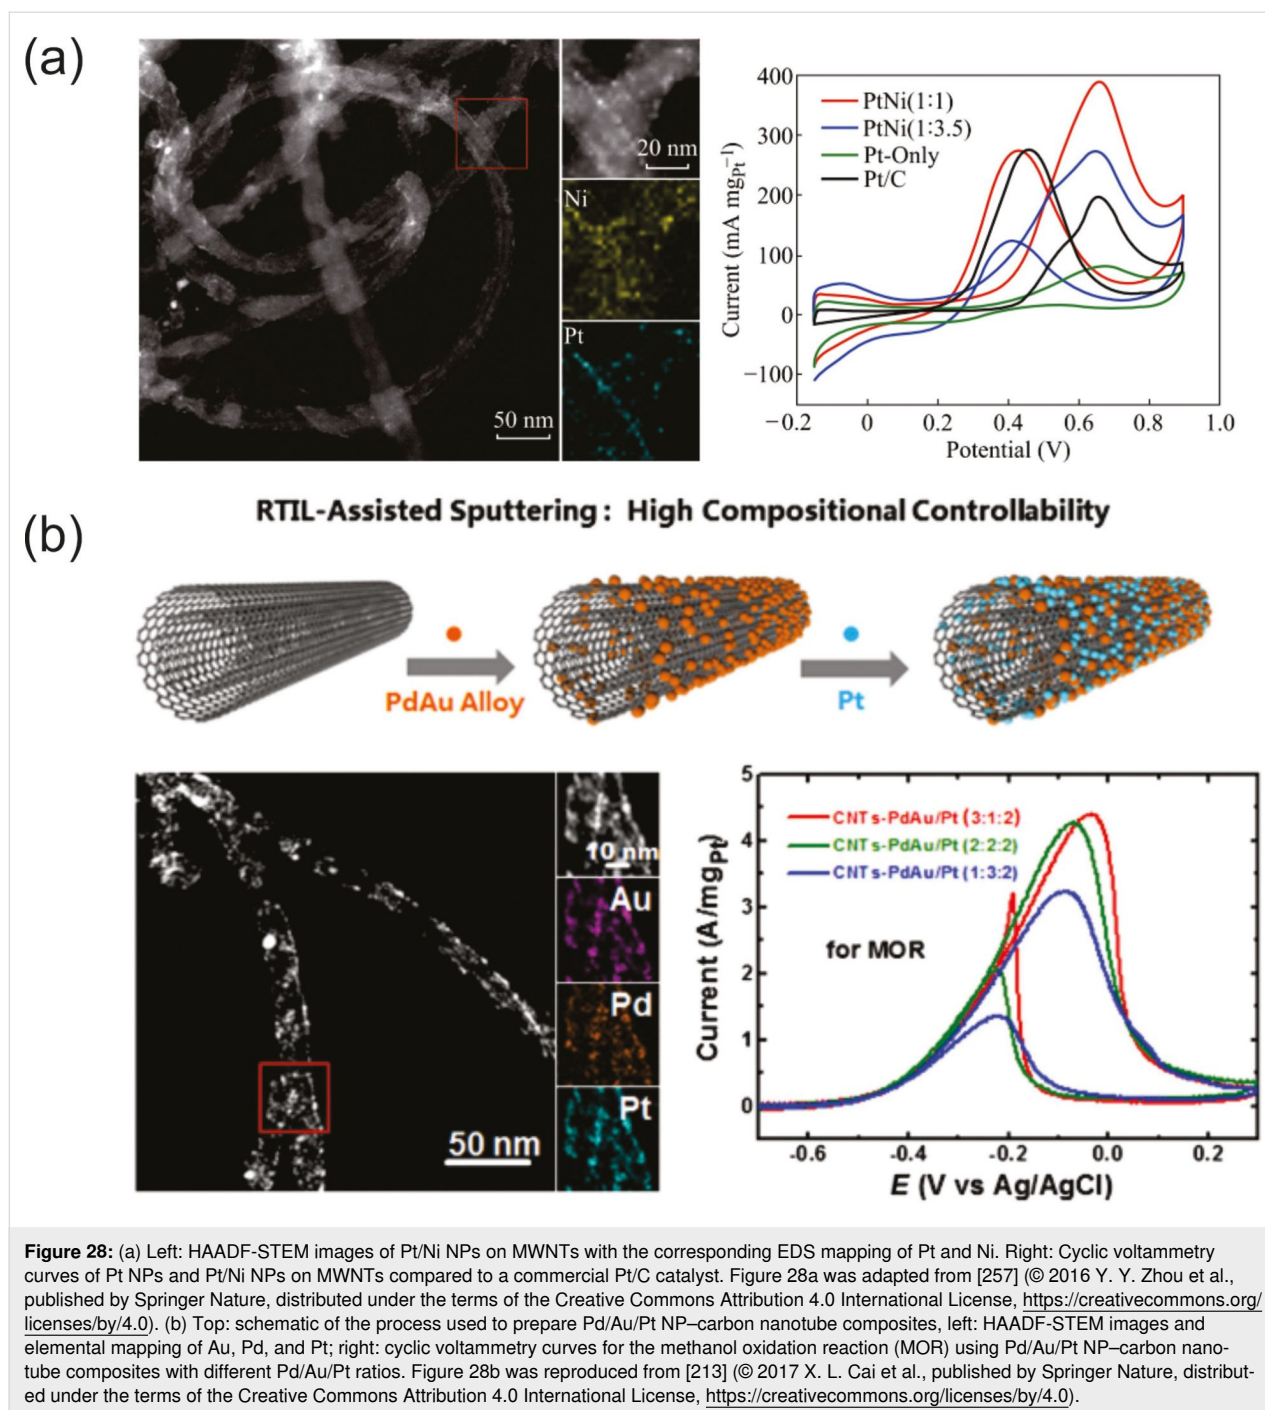 (a)
20 nm
Ni
Pt
50 nm
PtNi(1:1)
PtNi(1:3.5)
Pt-Only
Pt/C
400
300
200
100
0
−100
Current (mA mgPt−1)
−0.2 0 0.2 0.4 0.6 0.8 1.0
Potential (V)
RTIL-Assisted Sputtering : High Compositional Controllability
(b)
PdAu Alloy
Pt
10 nm
Au
Pd
Pt
50 nm
CNTs-PdAu/Pt (3:1:2)
CNTs-PdAu/Pt (2:2:2)
CNTs-PdAu/Pt (1:3:2)
for MOR
5
4
3
2
1
0
Current (A/mgPt)
-0.6 -0.4 -0.2 0.0 0.2
E (V vs Ag/AgCl)
Figure 28: (a) Left: HAADF-STEM images of Pt/Ni NPs on MWNTs with the corresponding EDS mapping of Pt and Ni. Right: Cyclic voltammetry
curves of Pt NPs and Pt/Ni NPs on MWNTs compared to a commercial Pt/C catalyst. Figure 28a was adapted from [257] (© 2016 Y. Y. Zhou et al.,
published by Springer Nature, distributed under the terms of the Creative Commons Attribution 4.0 International License, https://creativecommons.org/
licenses/by/4.0). (b) Top: schematic of the process used to prepare Pd/Au/Pt NP–carbon nanotube composites, left: HAADF-STEM images and
elemental mapping of Au, Pd, and Pt; right: cyclic voltammetry curves for the methanol oxidation reaction (MOR) using Pd/Au/Pt NP–carbon nano-
tube composites with different Pd/Au/Pt ratios. Figure 28b was reproduced from [213] (© 2017 X. L. Cai et al., published by Springer Nature, distribut-
ed under the terms of the Creative Commons Attribution 4.0 International License, https://creativecommons.org/licenses/by/4.0).